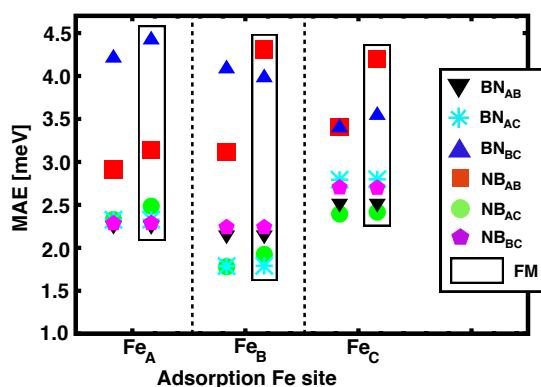 MAE [meV]
4.5
4.0
3.5
3.0
2.5
2.0
1.5
1.0
Fe_A
Fe_B
Fe_C
Adsorption Fe site
BN_AB
BN_AC
BN_BC
NB_AB
NB_AC
NB_BC
FM